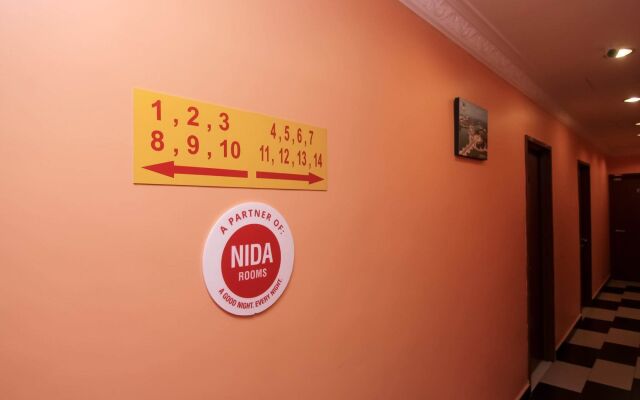 1, 2, 3
8, 9, 10
4, 5, 6, 7
11, 12, 13, 14
A PARTNER OF:
NIDA
ROOMS
A GOOD NIGHT. EVERY NIGHT.